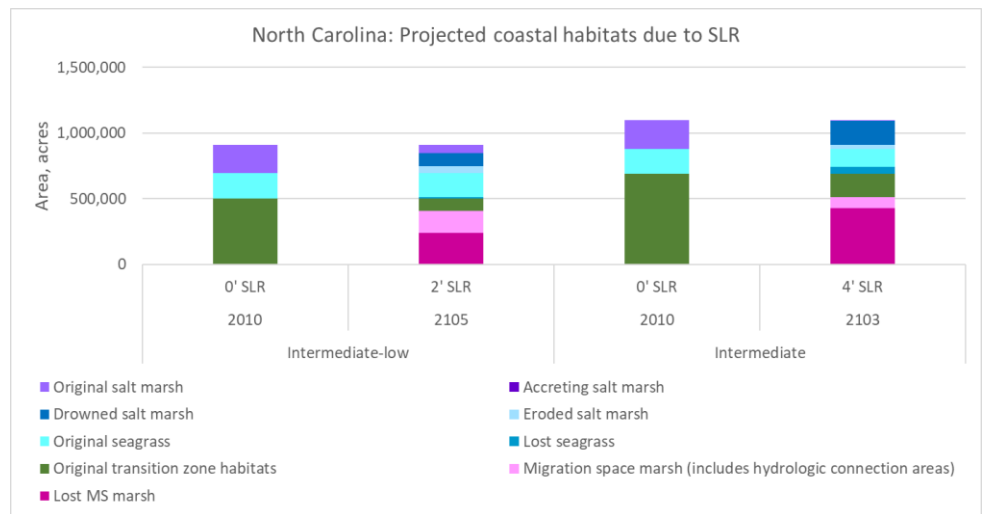 North Carolina: Projected coastal habitats due to SLR
1,500,000
1,000,000
500,000
0
Area, acres
0' SLR
2' SLR
0' SLR
4' SLR
2010
2105
2010
2103
Intermediate-low
Intermediate
Original salt marsh
Accreting salt marsh
Drowned salt marsh
Eroded salt marsh
Original seagrass
Lost seagrass
Original transition zone habitats
Migration space marsh (includes hydrologic connection areas)
Lost MS marsh